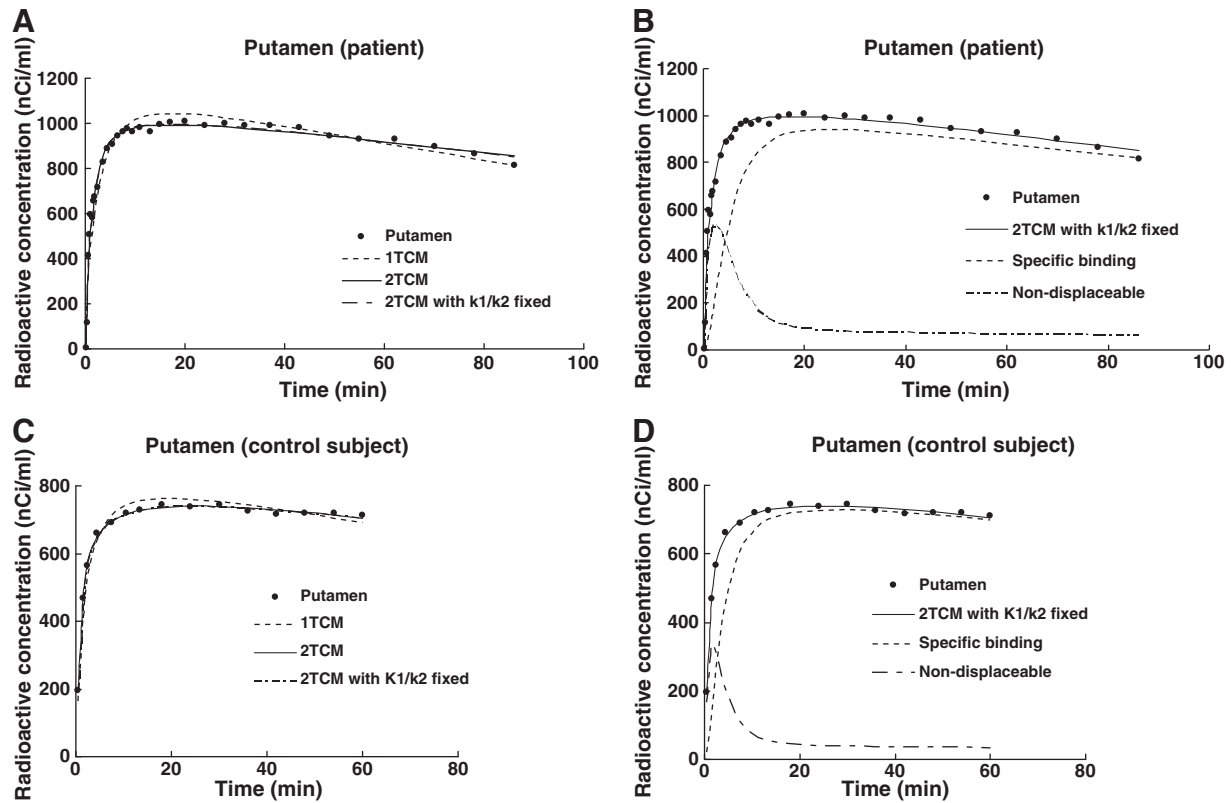 A
Putamen (patient)
Radioactive concentration (nCi/ml)
1200
1000
800
600
400
200
0
0 20 40 60 80 100
Time (min)
Putamen
1TCM
2TCM
2TCM with k1/k2 fixed
B
Putamen (patient)
Radioactive concentration (nCi/ml)
1200
1000
800
600
400
200
0
0 20 40 60 80 100
Time (min)
Putamen
2TCM with k1/k2 fixed
Specific binding
Non-displaceable
C
Putamen (control subject)
Radioactive concentration (nCi/ml)
800
600
400
200
0
0 20 40 60 80
Time (min)
Putamen
1TCM
2TCM
2TCM with K1/k2 fixed
D
Putamen (control subject)
Radioactive concentration (nCi/ml)
800
600
400
200
0
0 20 40 60 80
Time (min)
Putamen
2TCM with K1/k2 fixed
Specific binding
Non-displaceable